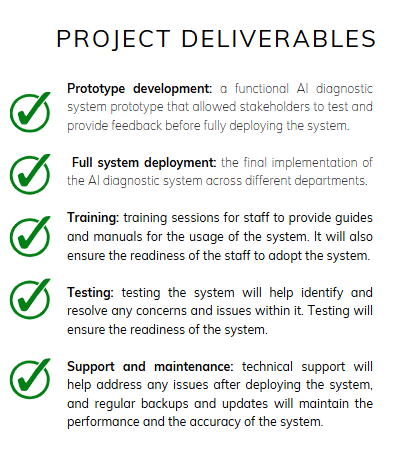 PROJECT DELIVERABLES
Prototype development: a functional AI diagnostic
system prototype that allowed stakeholders to test and
provide feedback before fully deploying the system.
Full system deployment: the final implementation of
the AI diagnostic system across different departments.
Training: training sessions for staff to provide guides
and manuals for the usage of the system. It will also
ensure the readiness of the staff to adopt the system.
Testing: testing the system will help identify and
resolve any concerns and issues within it. Testing will
ensure the readiness of the system.
Support and maintenance: technical support will
help address any issues after deploying the system,
and regular backups and updates will maintain the
performance and the accuracy of the system.